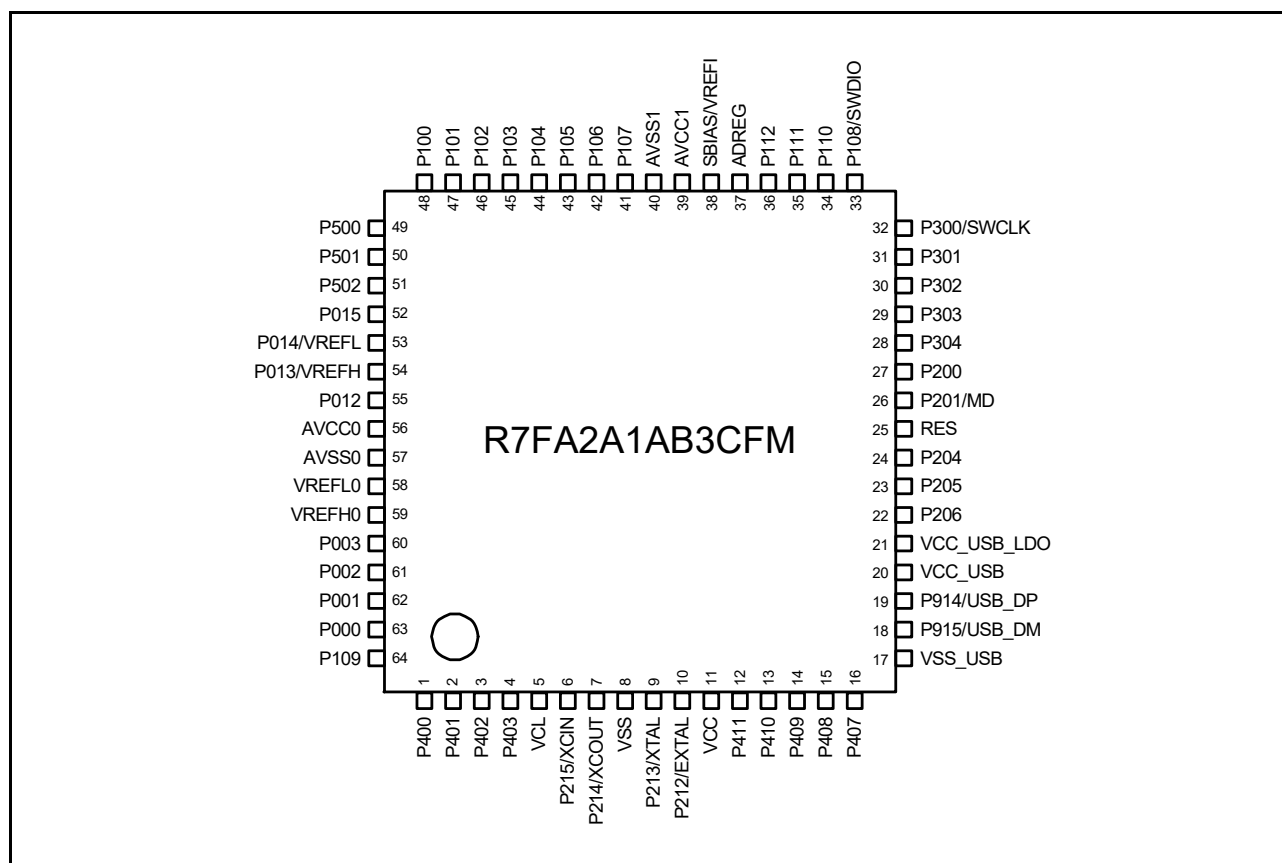 P100
P101
P102
P103
P104
P105
P106
P107
AVSS1
AVCC1
SBIAS/VREFI
ADREG
P112
P111
P110
P108/SWDIO
48
47
46
45
44
43
42
41
40
39
38
37
36
35
34
33
P500 49
P501 50
P502 51
P015 52
P014/VREFL 53
P013/VREFH 54
P012 55
AVCC0 56
AVSS0 57
VREFL0 58
VREFH0 59
P003 60
P002 61
P001 62
P000 63
P109 64
R7FA2A1AB3CFM
32 P300/SWCLK
31 P301
30 P302
29 P303
28 P304
27 P200
26 P201/MD
25 RES
24 P204
23 P205
22 P206
21 VCC_USB_LDO
20 VCC_USB
19 P914/USB_DP
18 P915/USB_DM
17 VSS_USB
1
2
3
4
5
6
7
8
9
10
11
12
13
14
15
16
P400
P401
P402
P403
VCL
P215/XCIN
P214/XCOUT
VSS
P213/XTAL
P212/EXTAL
VCC
P411
P410
P409
P408
P407